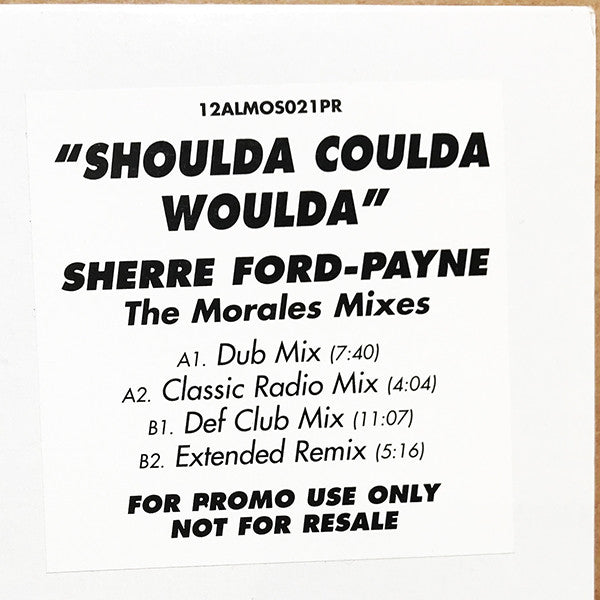 12ALMOS021PR
"SHOULDA COULDA
WOULDA"
SHERRE FORD-PAYNE
The Morales Mixes
A1. Dub Mix (7:40)
A2. Classic Radio Mix (4:04)
B1. Def Club Mix (11:07)
B2. Extended Remix (5:16)
FOR PROMO USE ONLY
NOT FOR RESALE